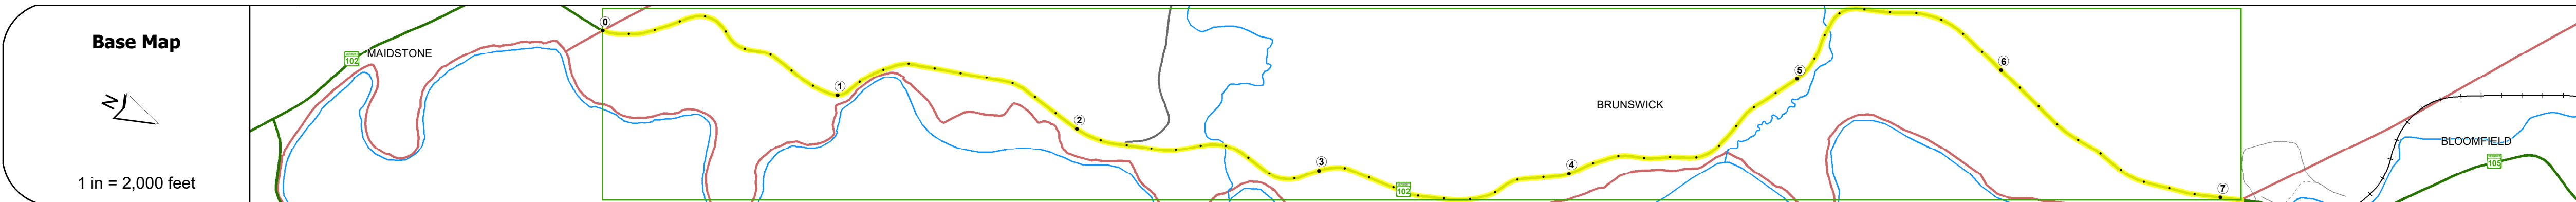 Base Map
N
1 in = 2,000 feet
102
MAIDSTONE
0
1
2
3
102
4
BRUNSWICK
5
6
7
BLOOMFIELD
105